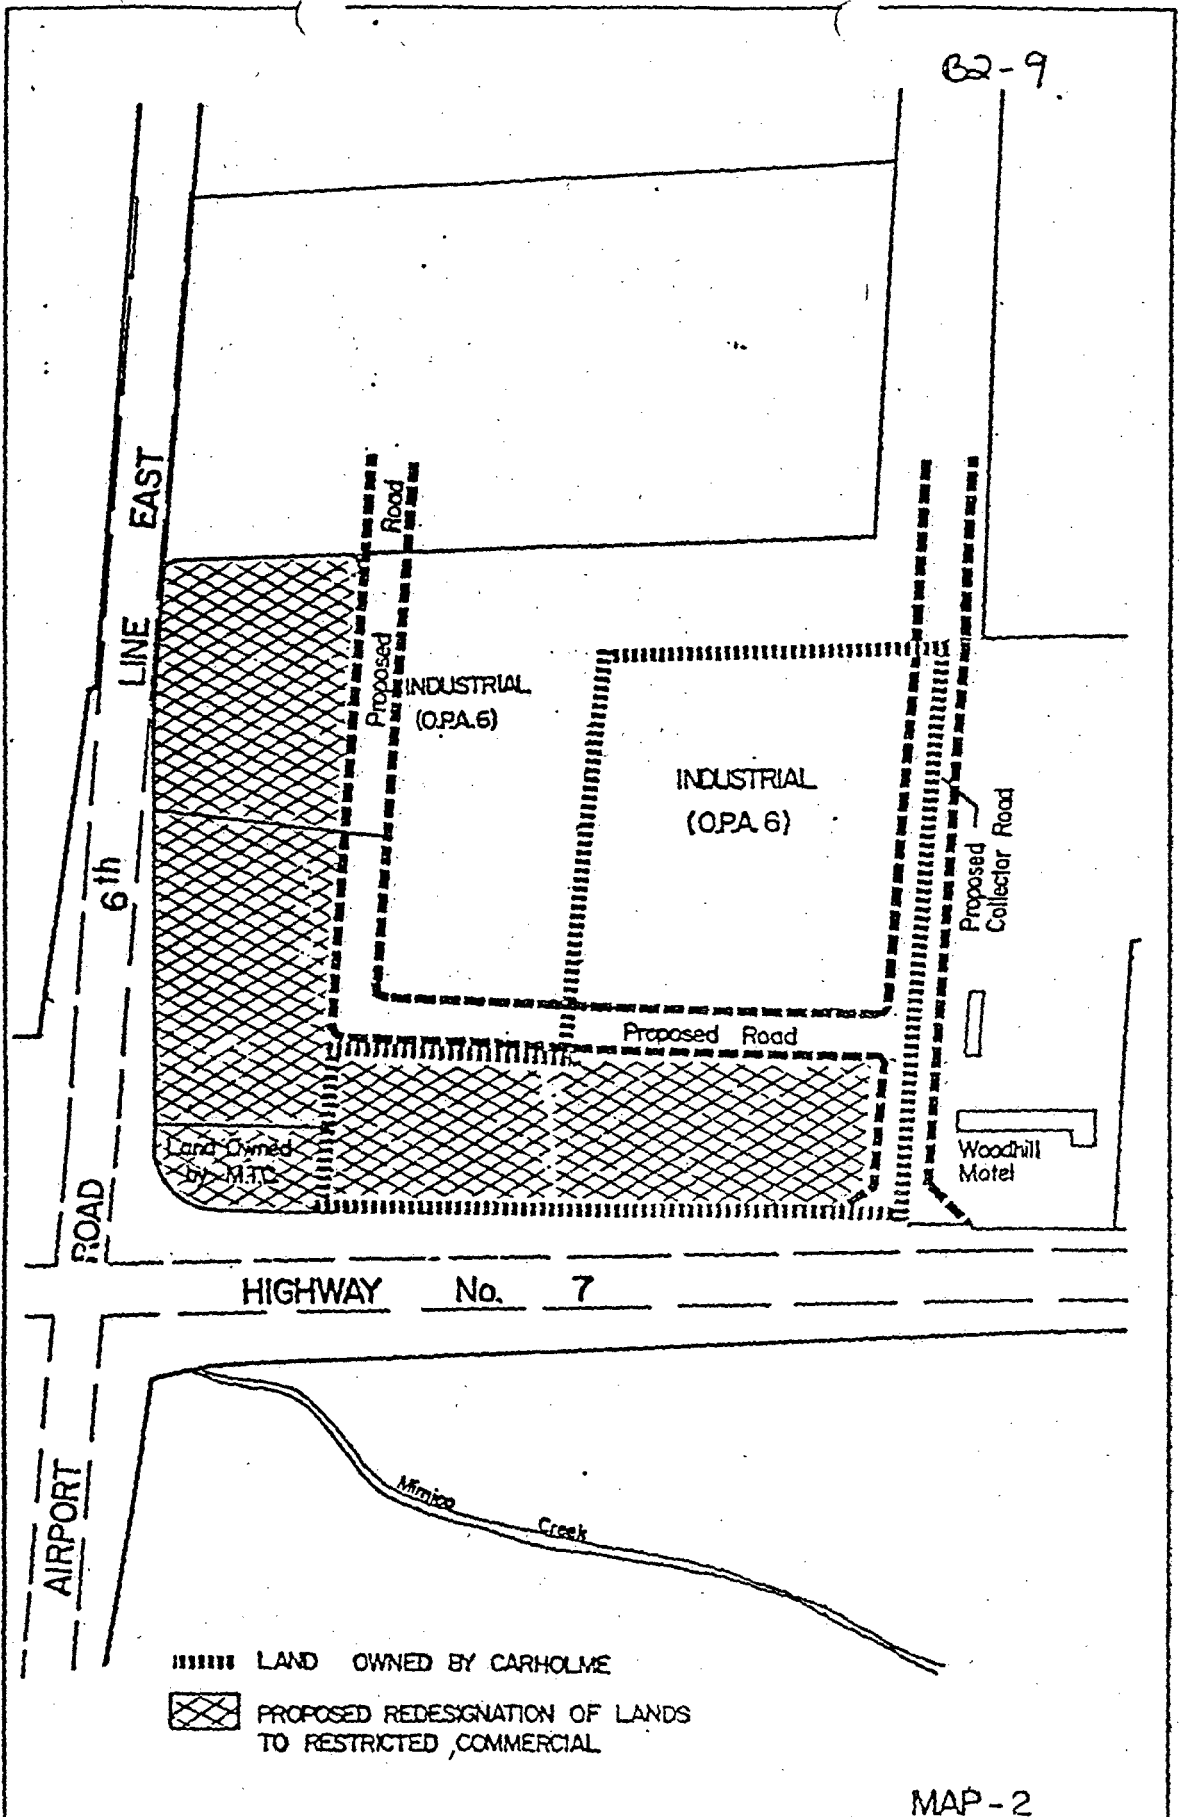 B2-9
6th LINE EAST
Proposed Road
INDUSTRIAL
(O.P.A. 6)
INDUSTRIAL
(O.P.A. 6)
Proposed
Collector Road
Proposed Road
Land Owned
by M.T.C.
Woodhill
Motel
ROAD
HIGHWAY No. 7
AIRPORT
Mimico Creek
LAND OWNED BY CARHOLME
PROPOSED REDESIGNATION OF LANDS
TO RESTRICTED COMMERCIAL
MAP-2